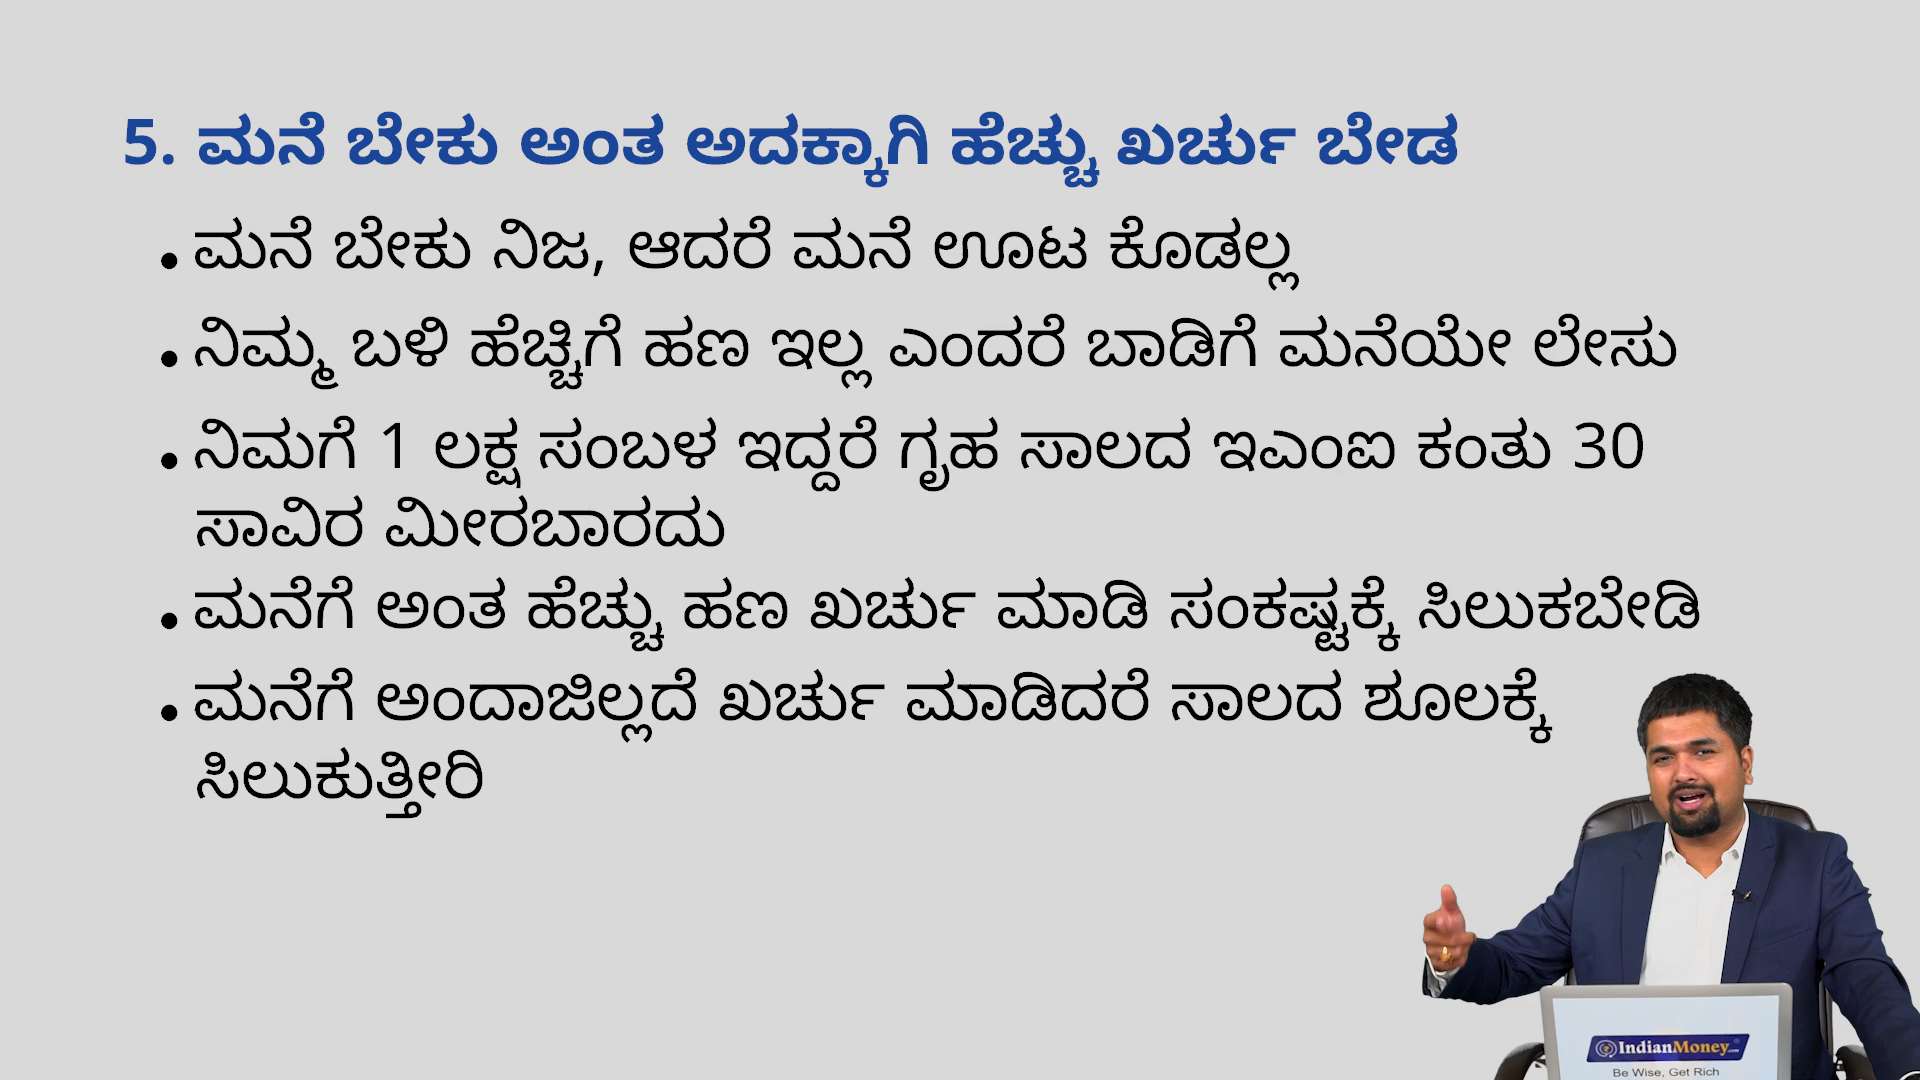 5. ಮನೆ ಬೇಕು ಅಂತ ಅದಕ್ಕಾಗಿ ಹೆಚ್ಚು ಖರ್ಚು ಬೇಡ
• ಮನೆ ಬೇಕು ನಿಜ, ಆದರೆ ಮನೆ ಊಟ ಕೊಡಲ್ಲ
• ನಿಮ್ಮ ಬಳಿ ಹೆಚ್ಚಿಗೆ ಹಣ ಇಲ್ಲ ಎಂದರೆ ಬಾಡಿಗೆ ಮನೆಯೇ ಲೇಸು
• ನಿಮಗೆ 1 ಲಕ್ಷ ಸಂಬಳ ಇದ್ದರೆ ಗೃಹ ಸಾಲದ ಇಎಂಐ ಕಂತು 30
ಸಾವಿರ ಮೀರಬಾರದು
• ಮನೆಗೆ ಅಂತ ಹೆಚ್ಚು ಹಣ ಖರ್ಚು ಮಾಡಿ ಸಂಕಷ್ಟಕ್ಕೆ ಸಿಲುಕಬೇಡಿ
• ಮನೆಗೆ ಅಂದಾಜಿಲ್ಲದೆ ಖರ್ಚು ಮಾಡಿದರೆ ಸಾಲದ ಶೂಲಕ್ಕೆ
ಸಿಲುಕುತ್ತೀರಿ
IndianMoney.com
Be Wise, Get Rich